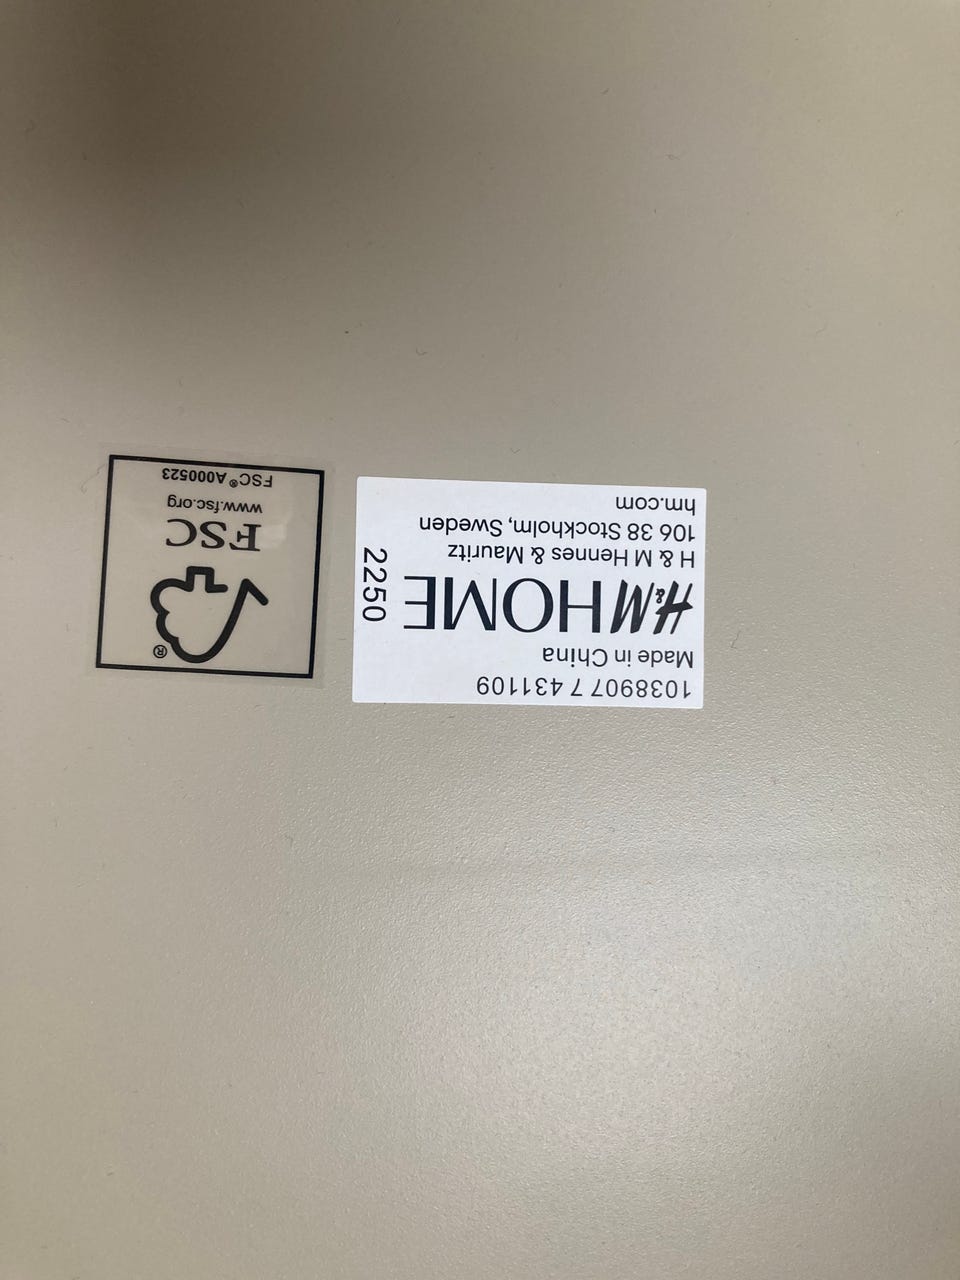 1038907 7 431109
Made in China
H&M HOME
H & M Hennes & Mauritz
106 38 Stockholm, Sweden
hm.com
2250
®
FSC
www.fsc.org
FSC® A000523